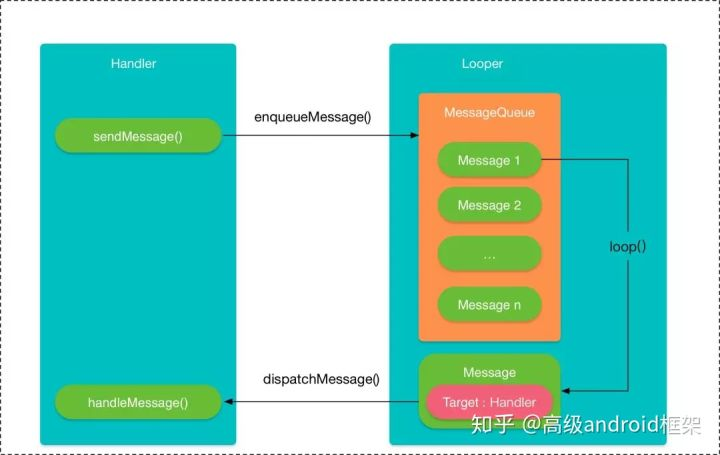 Handler
Looper
sendMessage()
enqueueMessage()
MessageQueue
Message 1
Message 2
...
Message n
loop()
handleMessage()
dispatchMessage()
Message
Target : Handler
知乎 @高级android框架